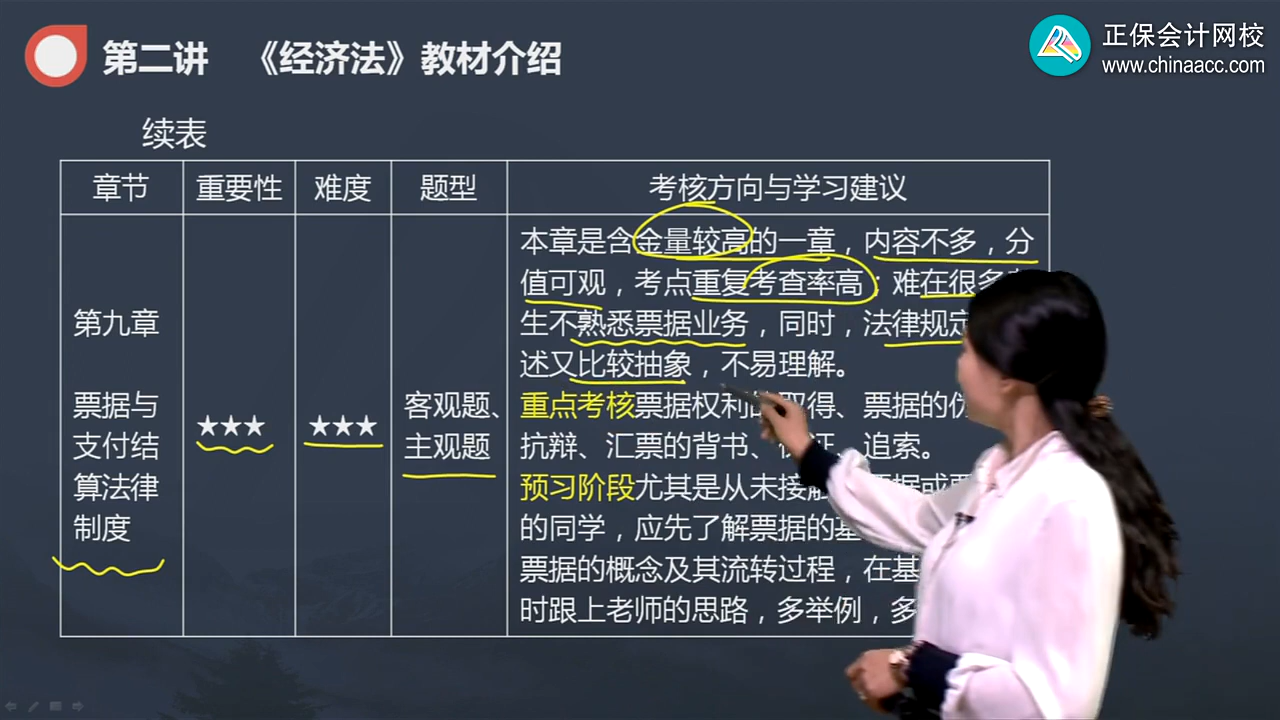 第二讲 《经济法》教材介绍
正保会计网校
www.chinaacc.com
续表
章节 重要性 难度 题型 考核方向与学习建议
第九章
票据与
支付结
算法律
制度
★★★
★★★
客观题、
主观题
本章是含金量较高的一章，内容不多，分
值可观，考点重复考查率高；难在很多
生不熟悉票据业务，同时，法律规定
述又比较抽象，不易理解。
重点考核票据权利的取得、票据的
抗辩、汇票的背书、保证、追索。
预习阶段尤其是从未接触
的同学，应先了解票据的基
票据的概念及其流转过程，在基
时跟上老师的思路，多举例，多